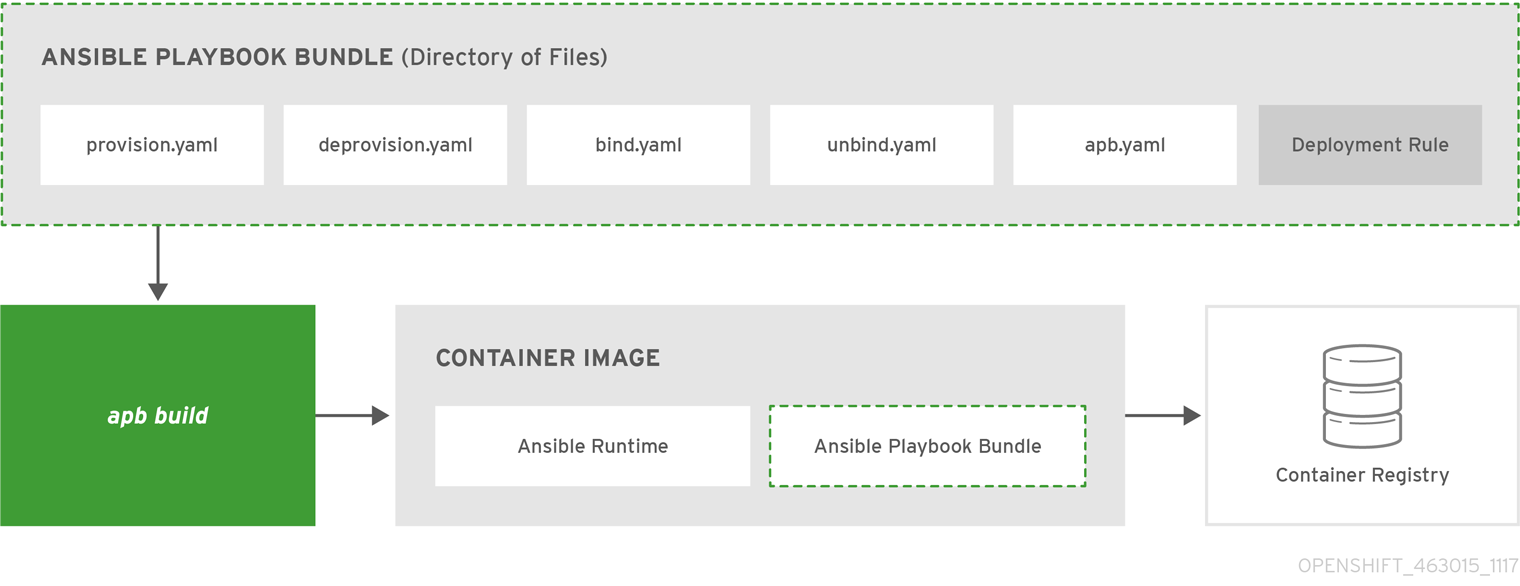 ANSIBLE PLAYBOOK BUNDLE (Directory of Files)
provision.yaml
deprovision.yaml
bind.yaml
unbind.yaml
apb.yaml
Deployment Rule
apb build
CONTAINER IMAGE
Ansible Runtime
Ansible Playbook Bundle
Container Registry
OPENSHIFT_463015_1117